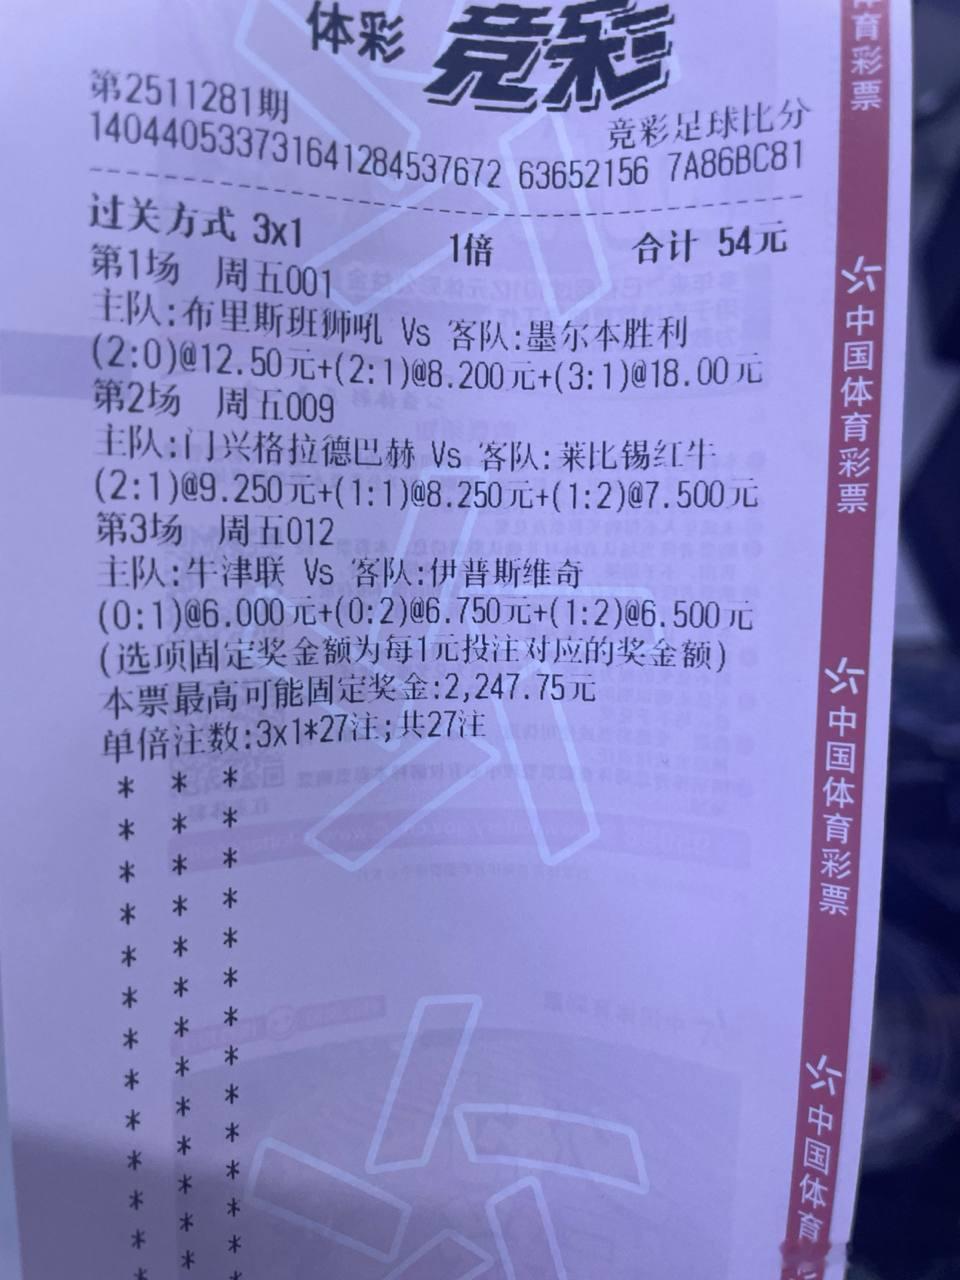 体彩 竞彩
第2511281期
竞彩足球比分
140440533731641284537672 63652156 7A86BC81
过关方式 3x1 1倍 合计 54元
第1场 周五001
主队:布里斯班狮吼 Vs 客队:墨尔本胜利
(2:0)@12.50元+(2:1)@8.200元+(3:1)@18.00元
第2场 周五009
主队:门兴格拉德巴赫 Vs 客队:莱比锡红牛
(2:1)@9.250元+(1:1)@8.250元+(1:2)@7.500元
第3场 周五012
主队:牛津联 Vs 客队:伊普斯维奇
(0:1)@6.000元+(0:2)@6.750元+(1:2)@6.500元
(选项固定奖金额为每1元投注对应的奖金额)
本票最高可能固定奖金:2,247.75元
单倍注数:3x1*27注;共27注
体育彩票
中国体育彩票
中国体育彩票
中国体育